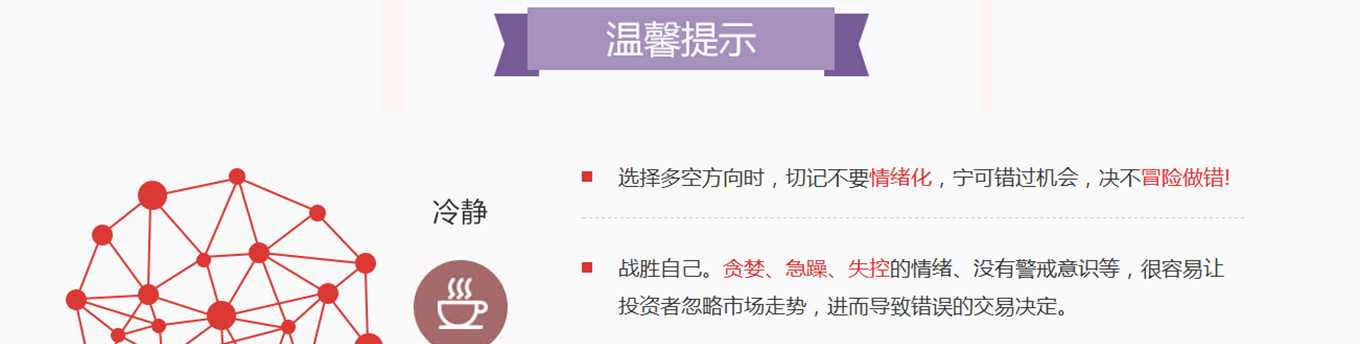 温馨提示
选择多空方向时，切记不要情绪化，宁可错过机会，决不冒险做错!
冷静
战胜自己。贪婪、急躁、失控的情绪、没有警戒意识等，很容易让
投资者忽略市场走势，进而导致错误的交易决定。